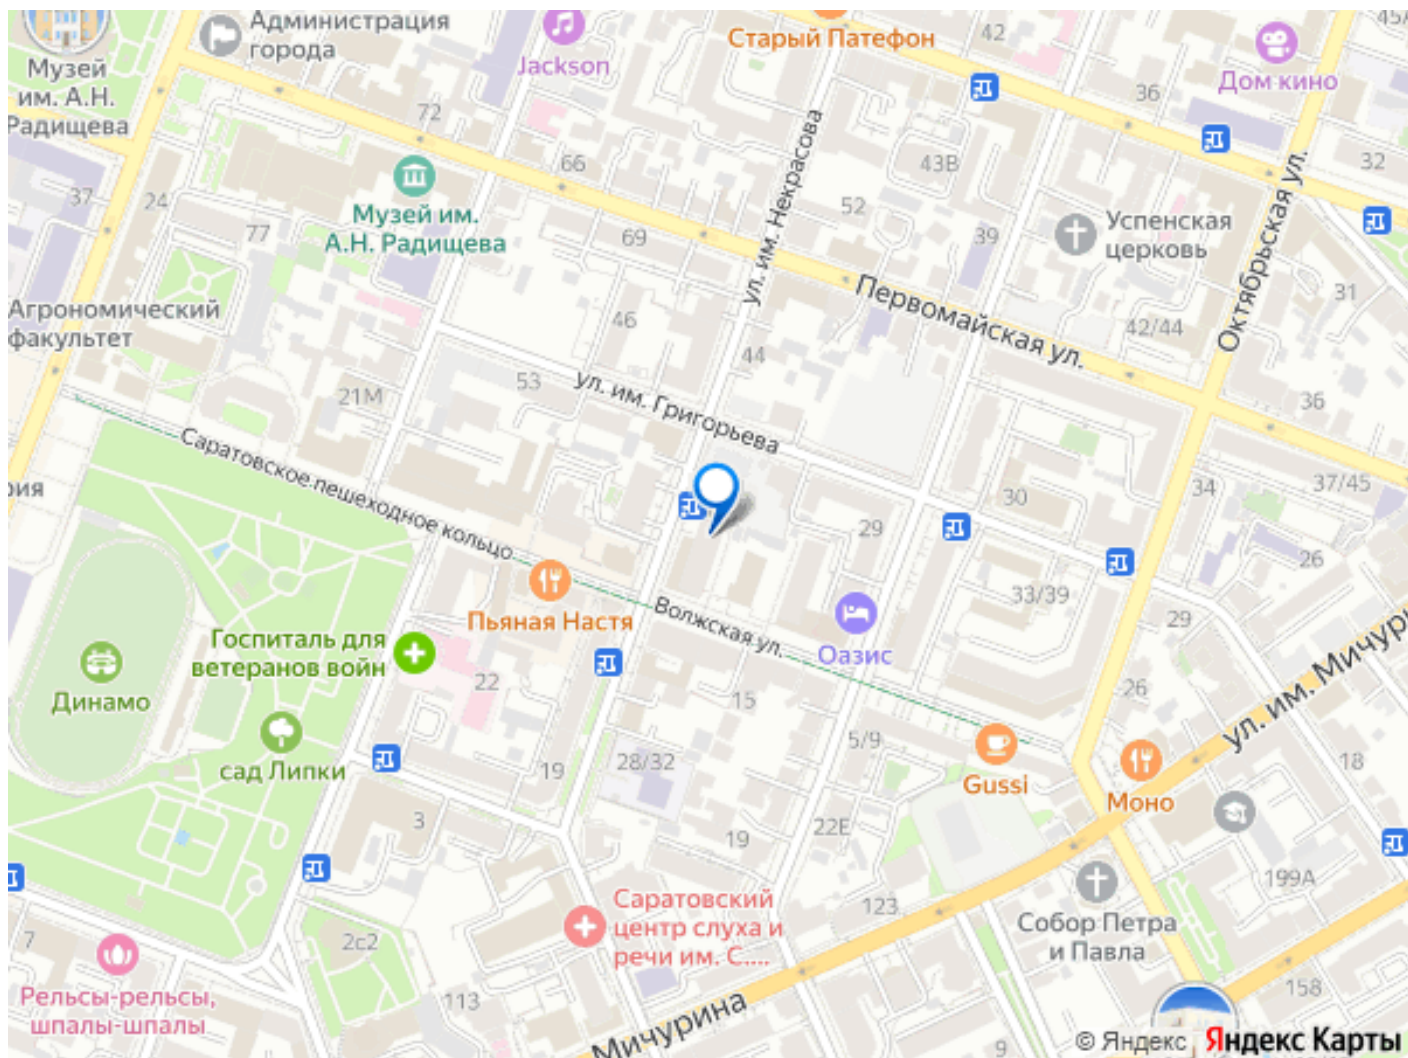 Администрация
города
Музей
им. А.Н.
Радищева
Jackson
Старый Патефон
42
45А
Дом кино
36
72
66
43В
32
ул. им. Некрасова
Октябрьская ул.
37
24
77
Музей им.
А.Н. Радищева
69
52
39
Успенская
церковь
Агрономический
факультет
46
44
Первомайская ул.
42/44
31
21М
53
ул. им. Григорьева
36
Саратовское пешеходное кольцо
рия
30
34
37/45
29
26
Пьяная Настя
Волжская ул.
33/39
29
Госпиталь для
ветеранов войн
Оазис
Динамо
22
15
26
ул. им. Мичури
сад Липки
19
28/32
5/9
Gussi
Моно
18
3
19
22Е
199А
Саратовский
центр слуха и
речи им. С....
123
Собор Петра
и Павла
7
2с2
Рельсы-рельсы,
шпалы-шпалы
113
Мичурина
158
9
© Яндекс Яндекс Карты